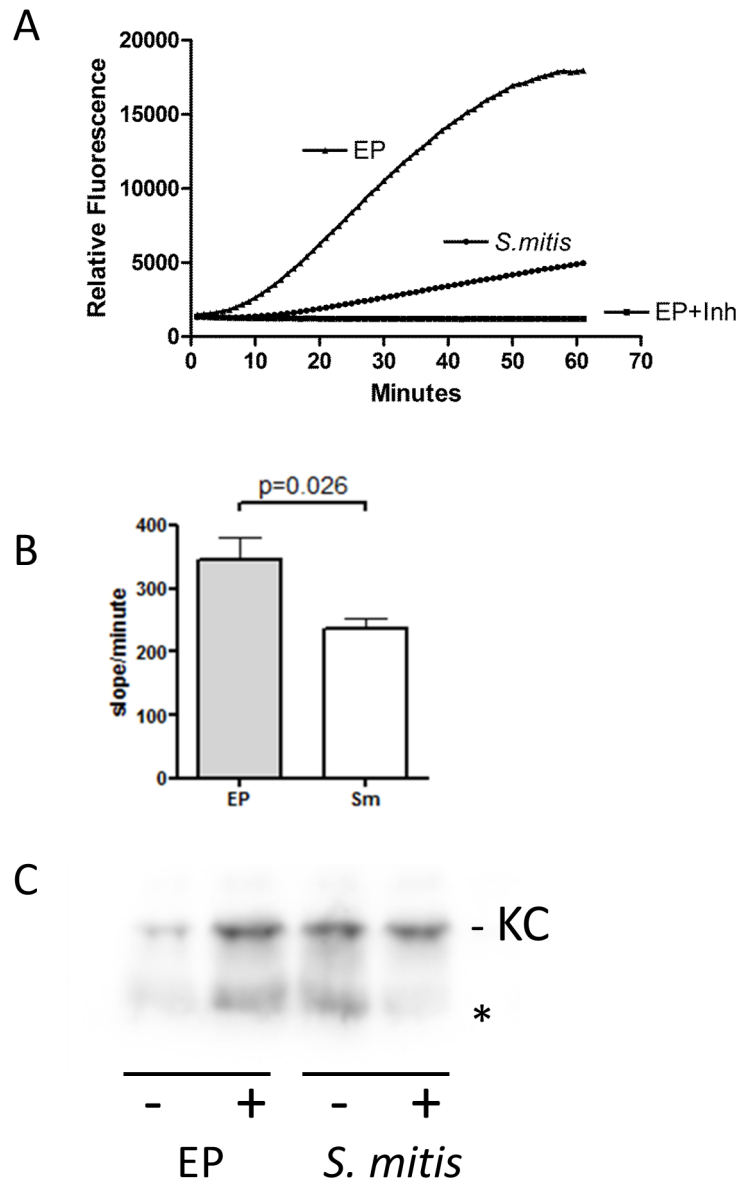 A
20000
15000
10000
5000
0
Relative Fluorescence
EP
S.mitis
EP+Inh
0 10 20 30 40 50 60 70
Minutes
B
p=0.026
400
300
200
100
0
slope/minute
EP Sm
C
- KC
*
- + - +
EP S. mitis